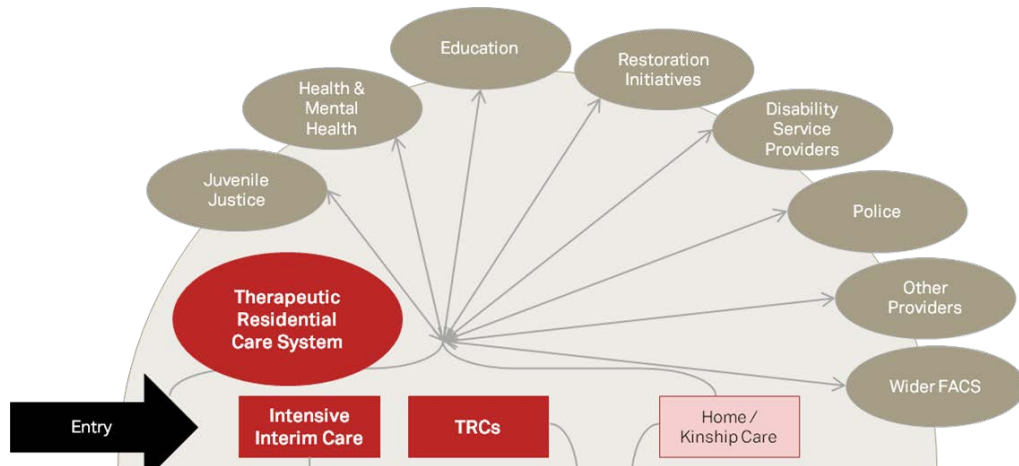 Education
Restoration
Initiatives
Health &
Mental
Health
Disability
Service
Providers
Juvenile
Justice
Police
Therapeutic
Residential
Care System
Other
Providers
Wider FACS
Entry
Intensive
Interim Care
TRCs
Home /
Kinship Care